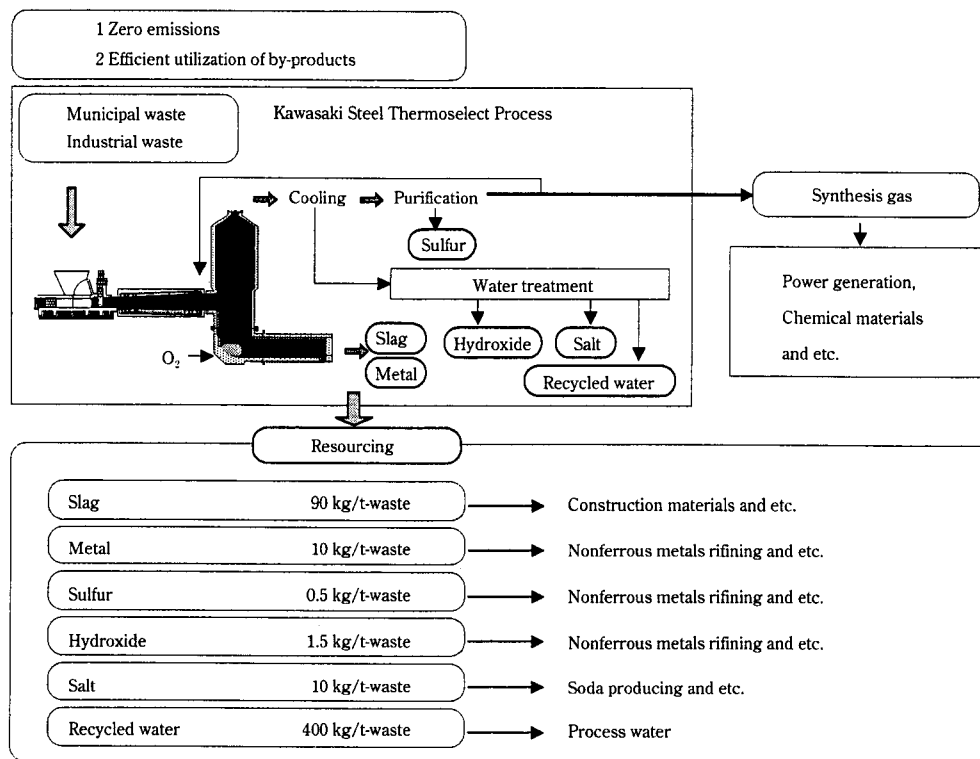 1 Zero emissions
2 Efficient utilization of by-products
Municipal waste
Industrial waste
Kawasaki Steel Thermoselect Process
Cooling
Purification
Synthesis gas
Sulfur
Water treatment
Power generation,
Chemical materials
and etc.
Hydroxide
Salt
Recycled water
Slag
Metal
O₂
Resourcing
Slag 90 kg/t-waste Construction materials and etc.
Metal 10 kg/t-waste Nonferrous metals rifining and etc.
Sulfur 0.5 kg/t-waste Nonferrous metals rifining and etc.
Hydroxide 1.5 kg/t-waste Nonferrous metals rifining and etc.
Salt 10 kg/t-waste Soda producing and etc.
Recycled water 400 kg/t-waste Process water